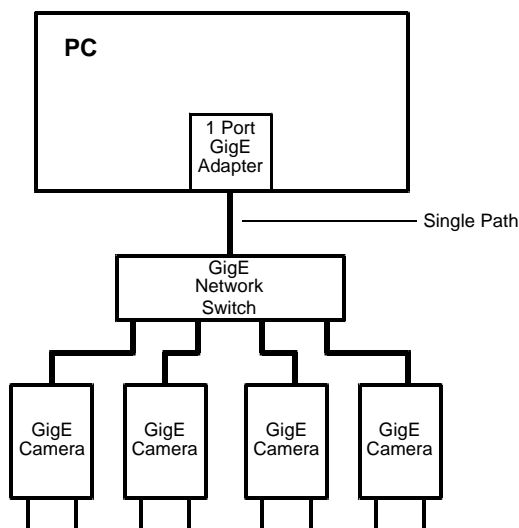 PC
1 Port
GigE
Adapter
Single Path
GigE
Network
Switch
GigE
Camera
GigE
Camera
GigE
Camera
GigE
Camera